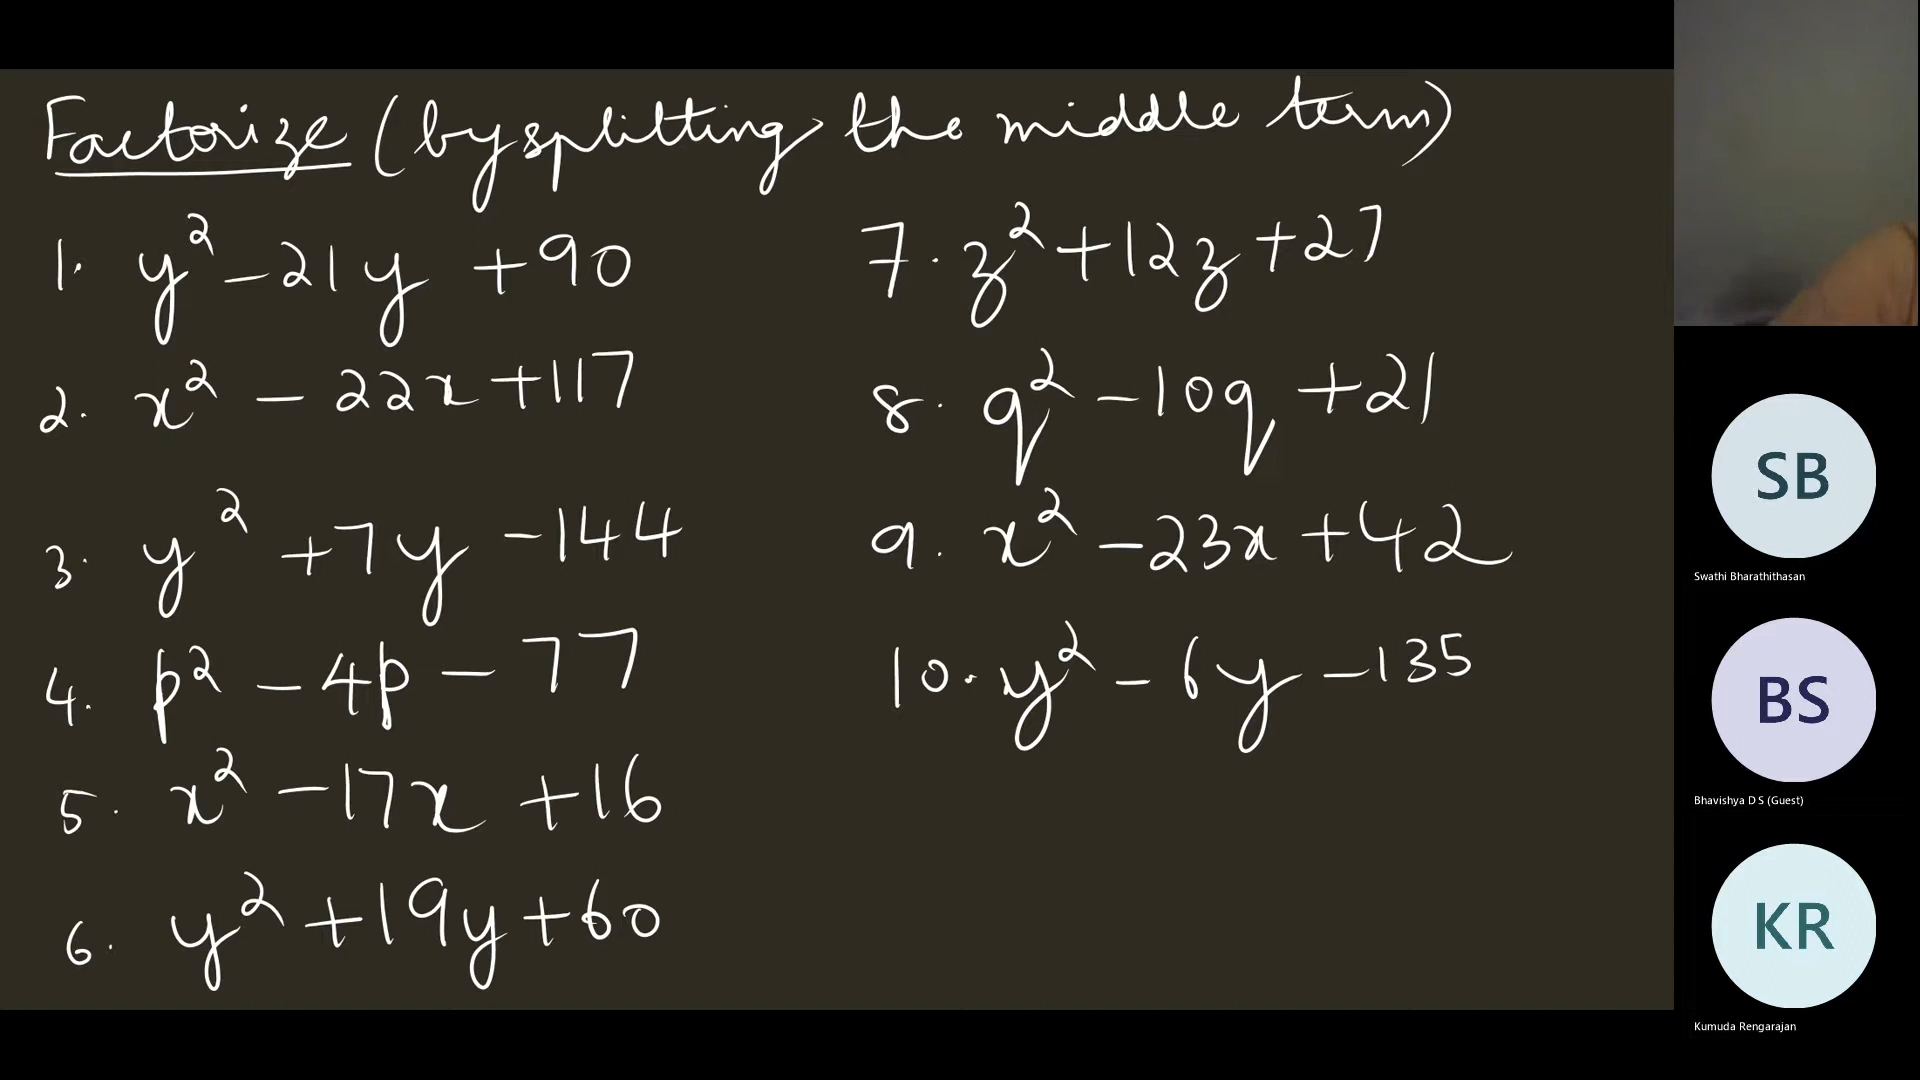 Factorize (by splitting the middle term)
1. y² - 21y + 90
2. x² - 22x + 117
3. y² + 7y - 144
4. p² - 4p - 77
5. x² - 17x + 16
6. y² + 19y + 60
7. z² + 12z + 27
8. q² - 10q + 21
9. x² - 23x + 42
10. y² - 6y - 135
SB
Swathi Bharathithasan
BS
Bhavishya D S (Guest)
KR
Kumuda Rengarajan